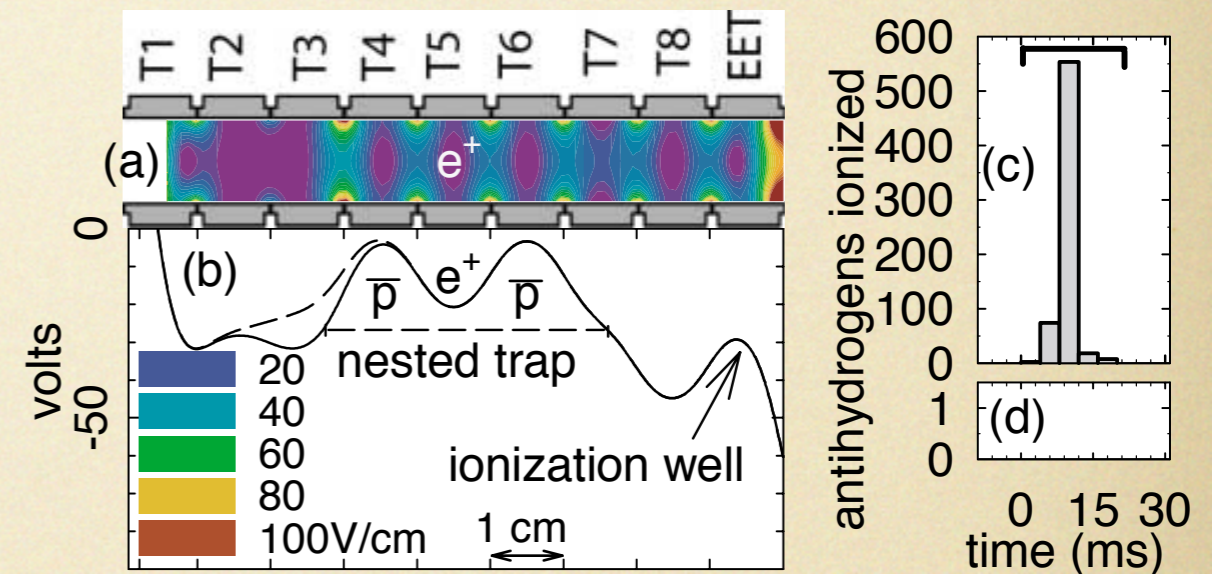 T1 T2 T3 T4 T5 T6 T7 T8 EET
(a)
e+
0
-50
volts
(b)
p̅ e+ p̅
nested trap
ionization well
20
40
60
80
100V/cm
1 cm
antihydrogens ionized
600
500
400
300
200
100
0
(c)
1
0
(d)
0 15 30
time (ms)